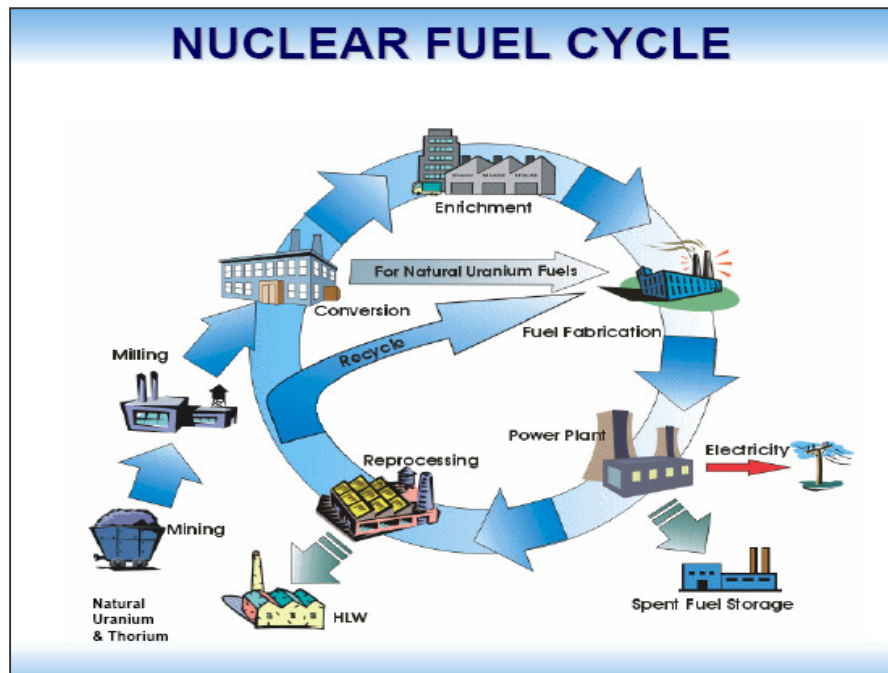 NUCLEAR FUEL CYCLE
Enrichment
For Natural Uranium Fuels
Conversion
Fuel Fabrication
Milling
Recycle
Power Plant
Electricity
Reprocessing
Mining
Spent Fuel Storage
Natural
Uranium
& Thorium
HLW